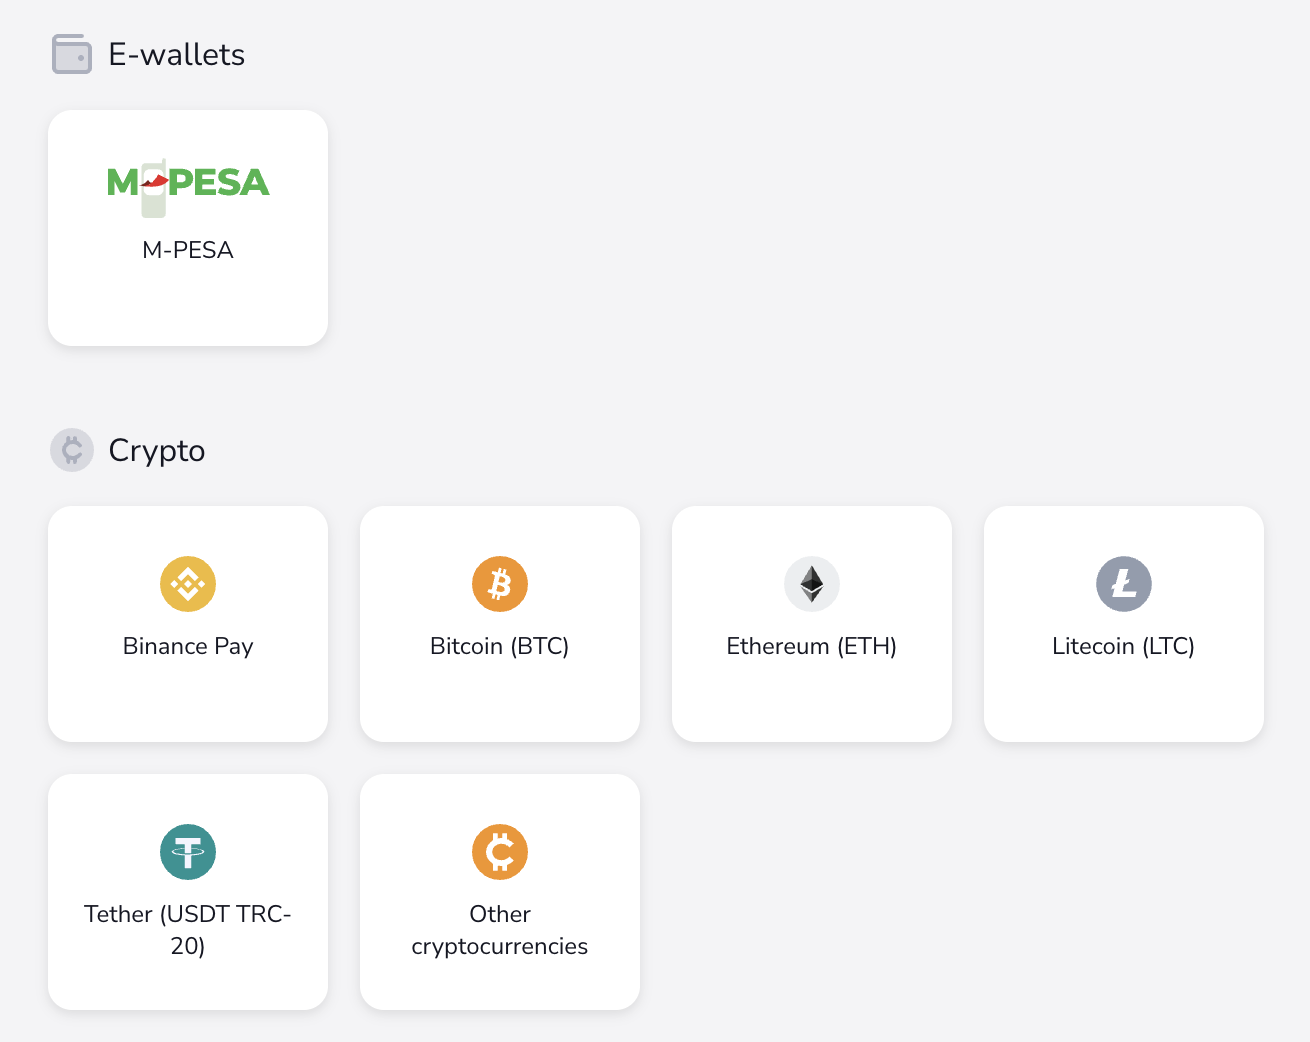 E-wallets
M-PESA
M-PESA
Crypto
Binance Pay
Bitcoin (BTC)
Ethereum (ETH)
Litecoin (LTC)
Tether (USDT TRC-
20)
Other
cryptocurrencies